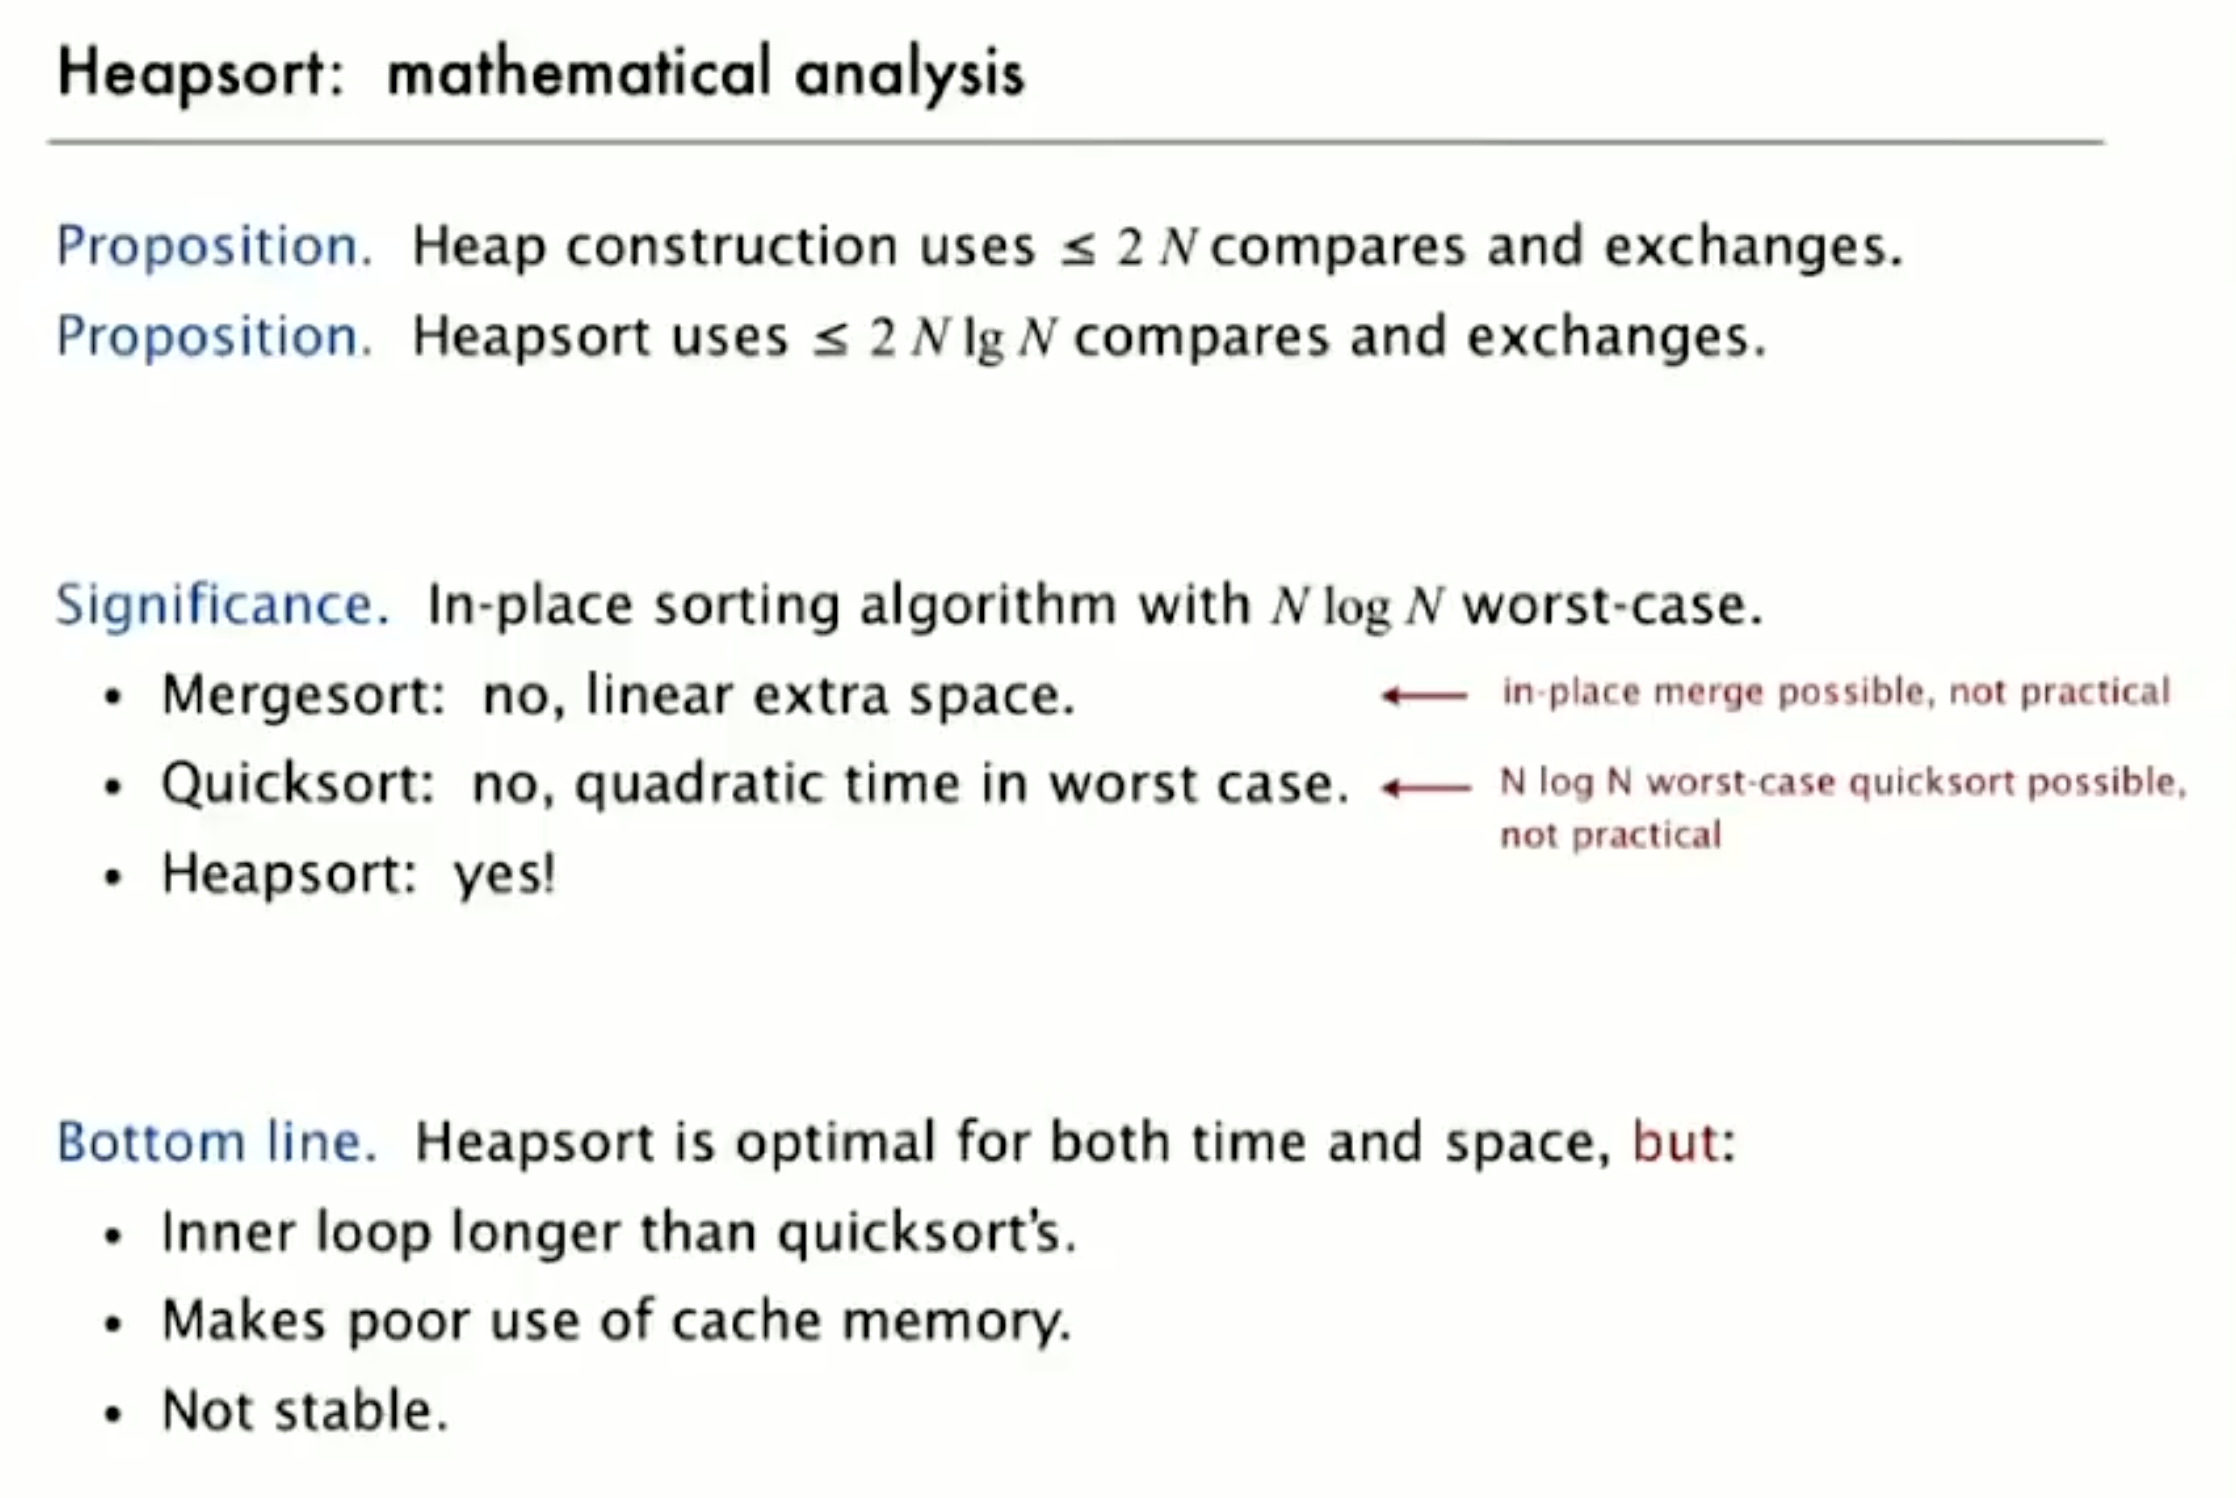 Heapsort: mathematical analysis
Proposition. Heap construction uses ≤ 2 N compares and exchanges.
Proposition. Heapsort uses ≤ 2 N lg N compares and exchanges.
Significance. In-place sorting algorithm with N log N worst-case.
• Mergesort: no, linear extra space. ← in-place merge possible, not practical
• Quicksort: no, quadratic time in worst case. ← N log N worst-case quicksort possible,
not practical
• Heapsort: yes!
Bottom line. Heapsort is optimal for both time and space, but:
• Inner loop longer than quicksort’s.
• Makes poor use of cache memory.
• Not stable.